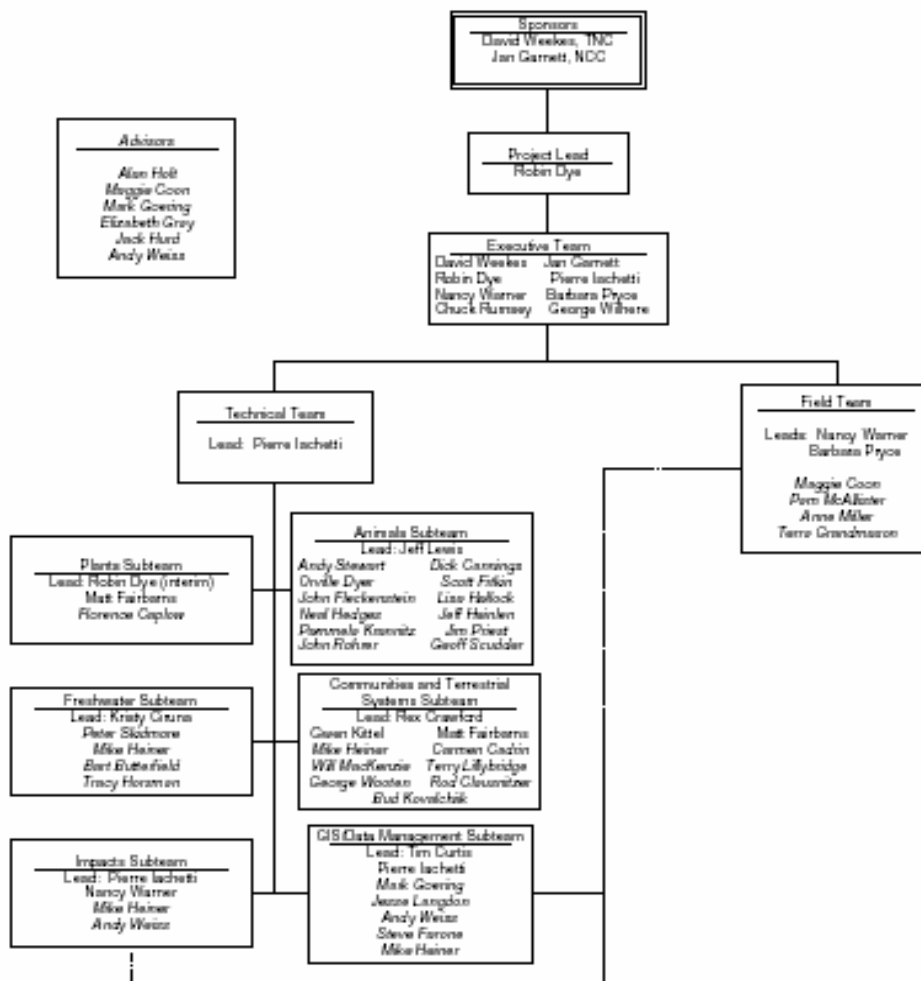 Sponsors
David Weekes, TNC
Jan Garnett, NCC
Advisors
Alan Holt
Maggie Coon
Mark Goering
Elizabeth Gray
Jack Hurd
Andy Weiss
Project Lead
Robin Dye
Executive Team
David Weekes Jan Garnett
Robin Dye Pierre Iachetti
Nancy Warner Barbara Pryce
Chuck Rumsey George Wilhere
Technical Team
Lead: Pierre Iachetti
Field Team
Leads: Nancy Warner
Barbara Pryce
Maggie Coon
Pam McAllister
Anne Miller
Terre Grandmason
Plants Subteam
Lead: Robin Dye (interim)
Matt Fairbarns
Florence Caplow
Animals Subteam
Lead: Jeff Lewis
Andy Stewart Dick Cannings
Orville Dyer Scott Fitkin
John Fleckenstein Lisa Hallock
Neal Hedges Jeff Heinlen
Pammela Krannitz Jim Priest
John Rohrer Geoff Scudder
Freshwater Subteam
Lead: Kristy Ciruna
Peter Skidmore
Mike Heiner
Bart Butterfield
Tracy Horsman
Communities and Terrestrial
Systems Subteam
Lead: Rex Crawford
Gwen Kittel Matt Fairbarns
Mike Heiner Carmen Cadrin
Will MacKenzie Terry Lillybridge
George Wooten Rod Clausnitzer
Bud Kovalchik
Impacts Subteam
Lead: Pierre Iachetti
Nancy Warner
Mike Heiner
Andy Weiss
GIS/Data Management Subteam
Lead: Tim Curtis
Pierre Iachetti
Mark Goering
Jesse Langdon
Andy Weiss
Steve Farone
Mike Heiner